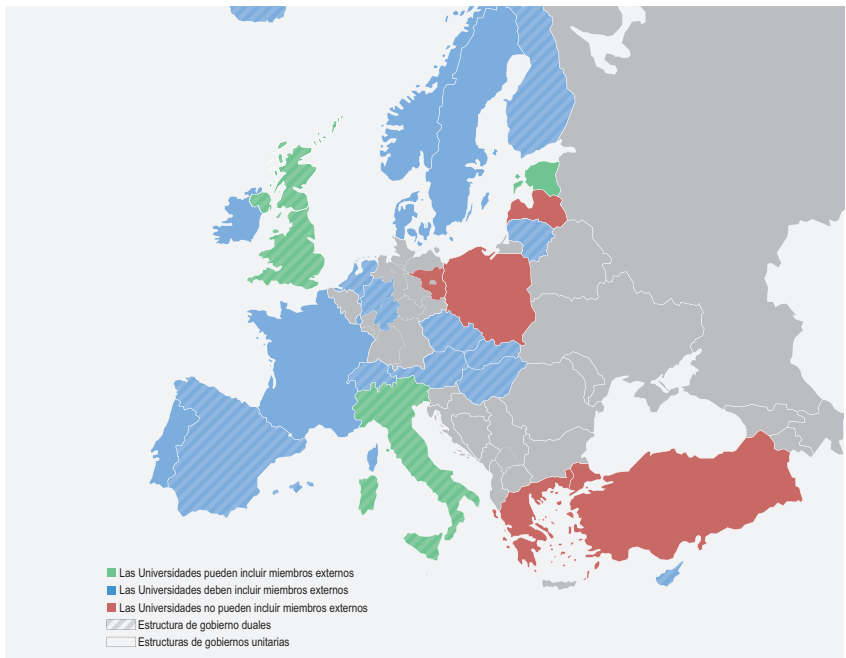 Las Universidades pueden incluir miembros externos
Las Universidades deben incluir miembros externos
Las Universidades no pueden incluir miembros externos
Estructura de gobierno duales
Estructuras de gobiernos unitarias